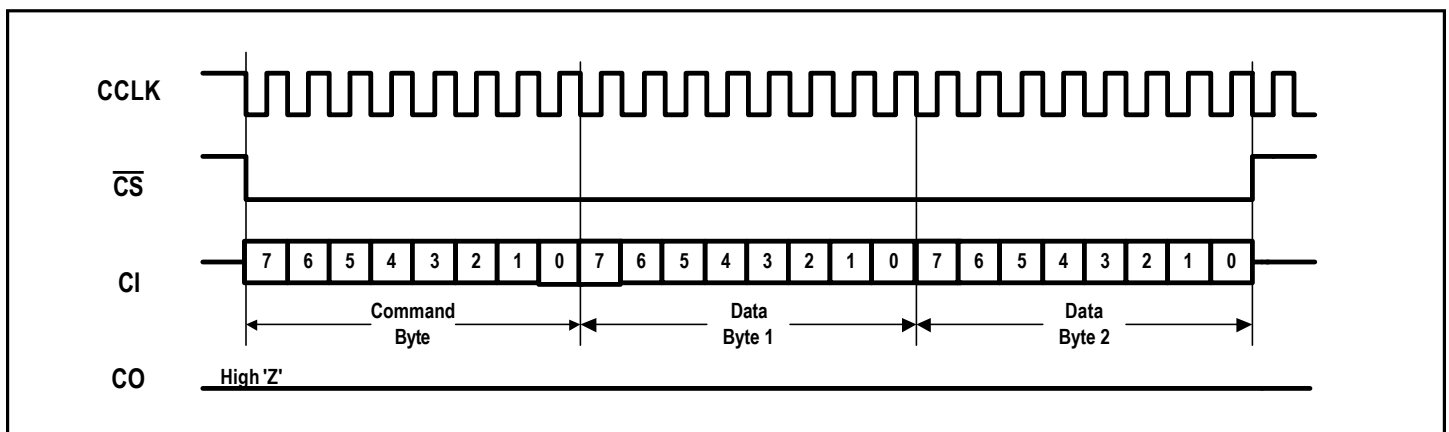 CCLK
C̅S̅
CI
7 6 5 4 3 2 1 0 7 6 5 4 3 2 1 0 7 6 5 4 3 2 1 0
Command
Byte
Data
Byte 1
Data
Byte 2
CO
High 'Z'